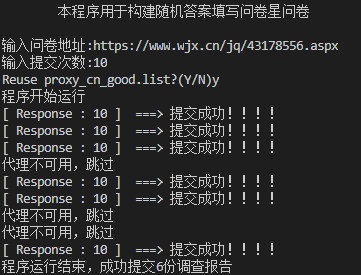 本程序用于构建随机答案填写问卷星问卷
输入问卷地址:https://www.wjx.cn/jq/43178556.aspx
输入提交次数:10
Reuse proxy_cn_good.list?(Y/N)y
程序开始运行
[ Response : 10 ]  ===> 提交成功！！！！
[ Response : 10 ]  ===> 提交成功！！！！
[ Response : 10 ]  ===> 提交成功！！！！
代理不可用，跳过
[ Response : 10 ]  ===> 提交成功！！！！
[ Response : 10 ]  ===> 提交成功！！！！
代理不可用，跳过
代理不可用，跳过
[ Response : 10 ]  ===> 提交成功！！！！
程序运行结束，成功提交6份调查报告